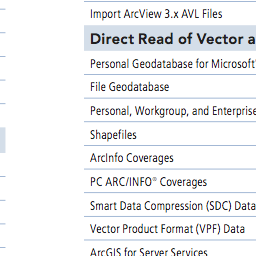 Import ArcView 3.x AVL Files
Direct Read of Vector a
Personal Geodatabase for Microsoft
File Geodatabase
Personal, Workgroup, and Enterprise
Shapefiles
ArcInfo Coverages
PC ARC/INFO® Coverages
Smart Data Compression (SDC) Data
Vector Product Format (VPF) Data
ArcGIS for Server Services